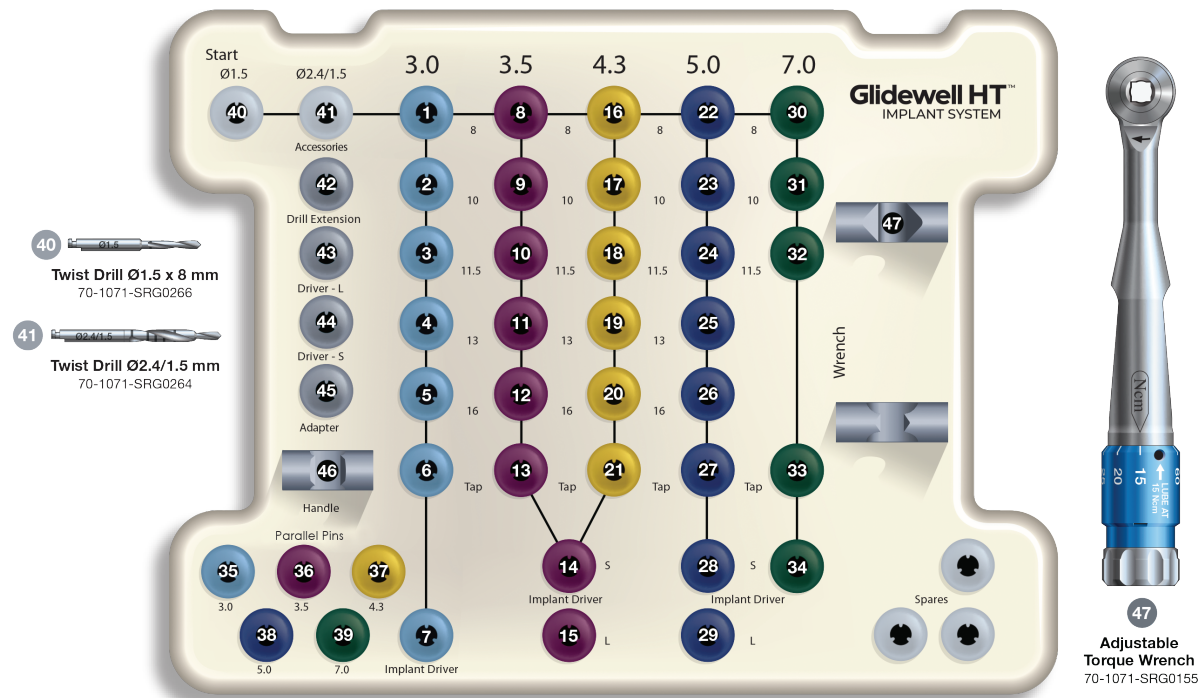 Start
Ø1.5
Ø2.4/1.5
3.0
3.5
4.3
5.0
7.0
Glidewell HT™
IMPLANT SYSTEM
40
41
1
8
16
22
30
8
8
8
8
Accessories
42
2
9
17
23
31
10
10
10
10
Drill Extension
43
3
10
18
24
32
11.5
11.5
11.5
11.5
Driver - L
44
4
11
19
25
13
13
13
Driver - S
45
5
12
20
26
16
16
16
Adapter
46
6
13
21
27
33
Tap
Tap
Tap
Tap
Handle
47
Wrench
Parallel Pins
35
36
37
3.0
3.5
4.3
38
39
5.0
7.0
7
Implant Driver
14
S
Implant Driver
15
L
28
S
34
Implant Driver
29
L
Spares
40
Ø1.5
Twist Drill Ø1.5 x 8 mm
70-1071-SRG0266
41
Ø2.4/1.5
Twist Drill Ø2.4/1.5 mm
70-1071-SRG0264
Ncm
20
15
LUBE AT
15 Ncm
47
Adjustable
Torque Wrench
70-1071-SRG0155